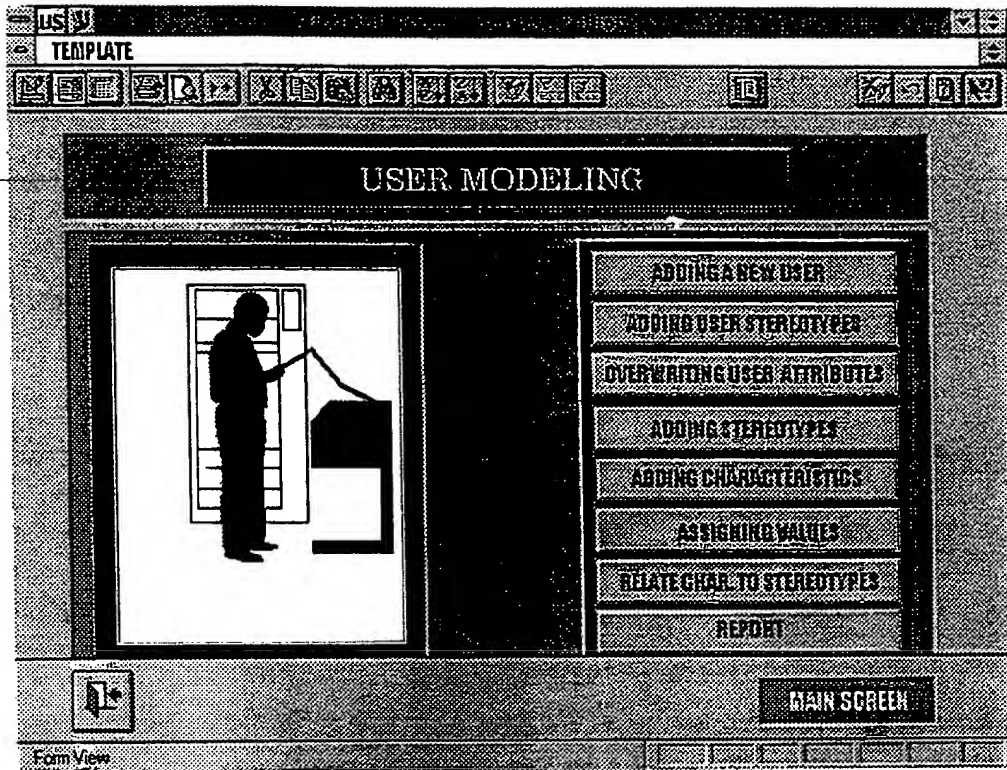 US
TEMPLATE
USER MODELING
ADDING A NEW USER
ADDING USER STEREOTYPES
OVERWRITING USER ATTRIBUTES
ADDING STEREOTYPES
ADDING CHARACTERISTICS
ASSIGNING VALUES
RELATE CHAR. TO STEREOTYPES
REPORT
MAIN SCREEN
Form View